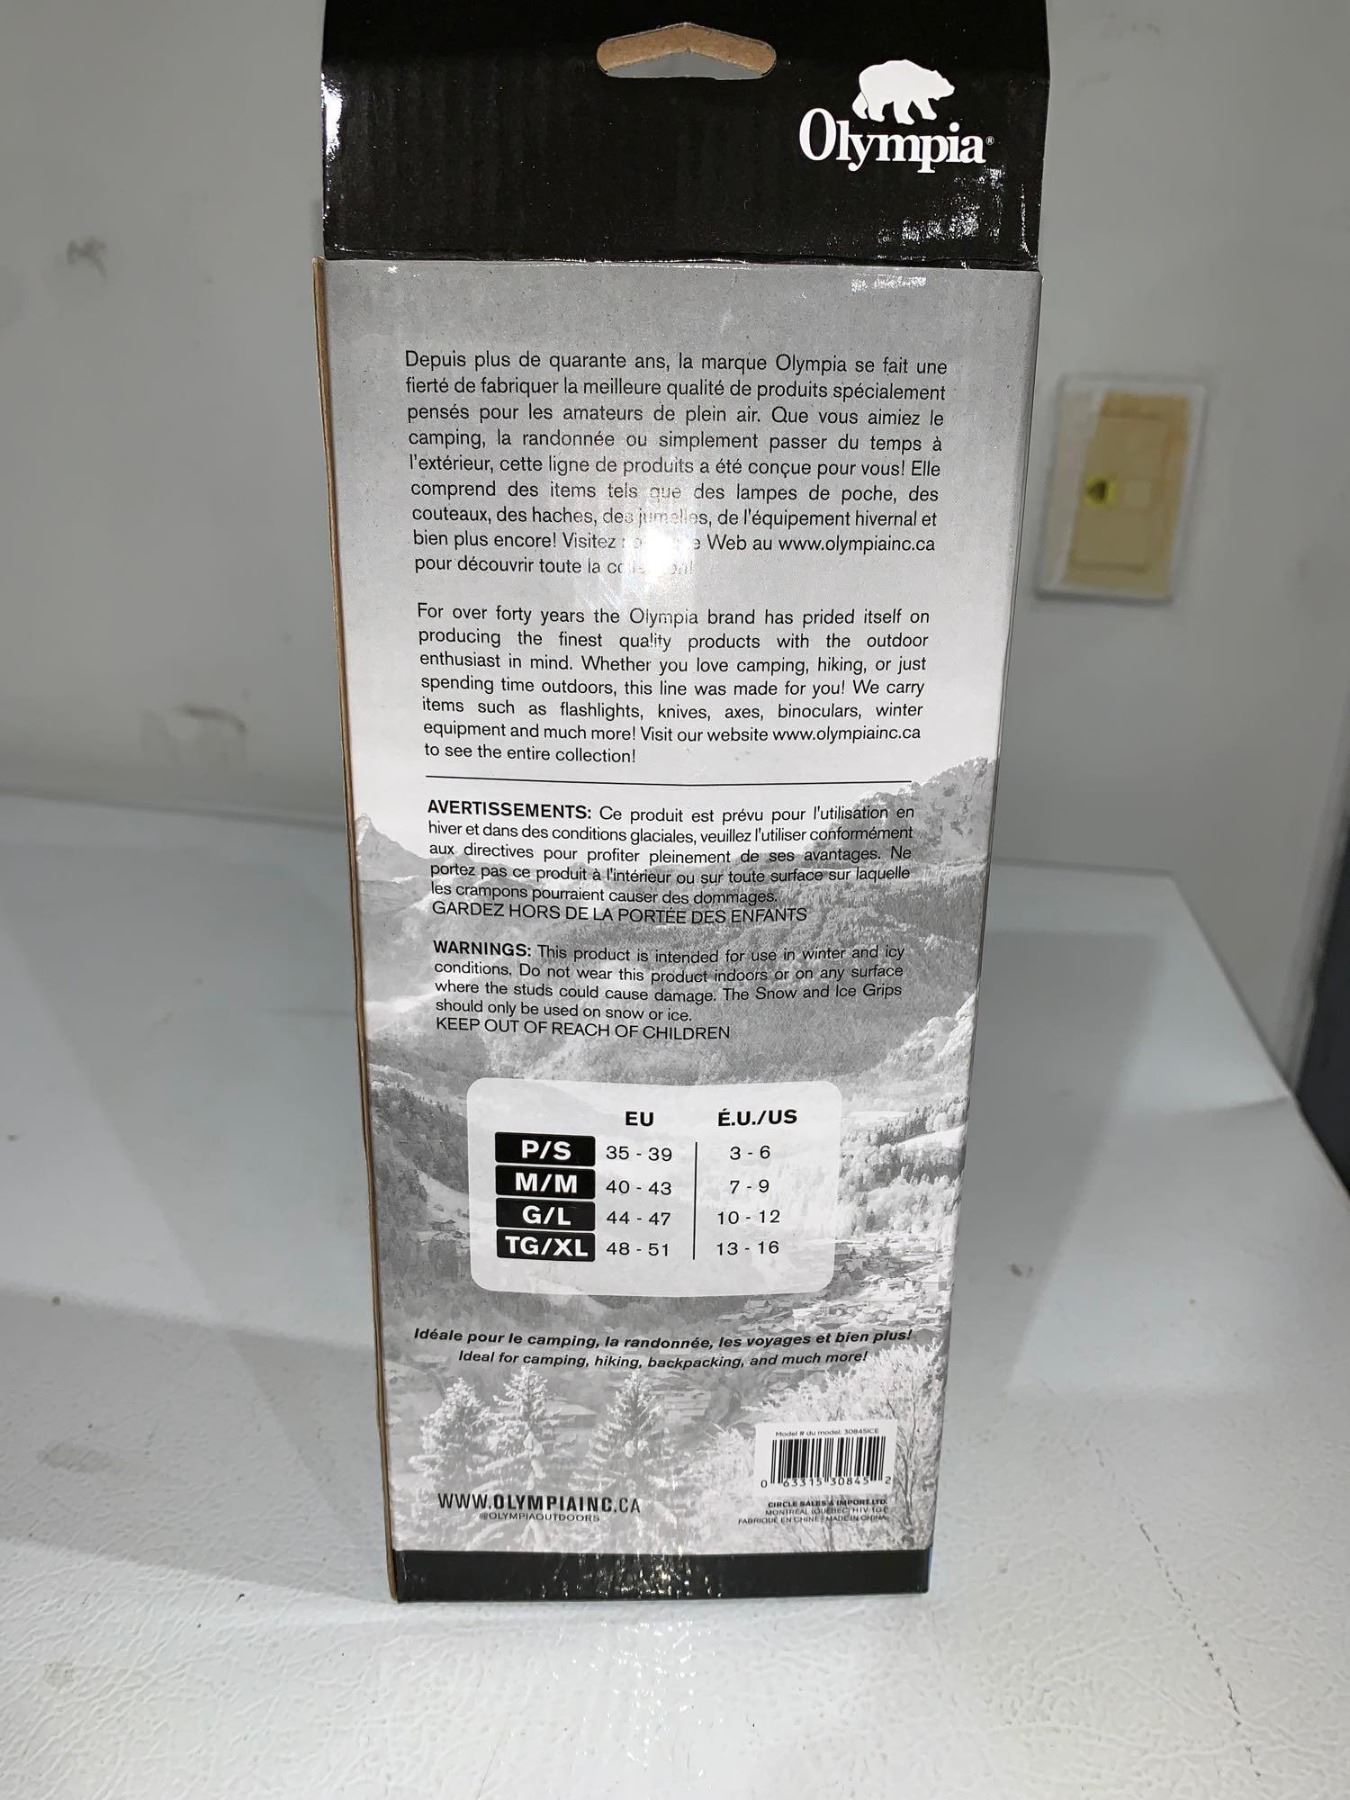 Olympia®
Depuis plus de quarante ans, la marque Olympia se fait une
fierté de fabriquer la meilleure qualité de produits spécialement
pensés pour les amateurs de plein air. Que vous aimiez le
camping, la randonnée ou simplement passer du temps à
l'extérieur, cette ligne de produits a été conçue pour vous! Elle
comprend des items tels que des lampes de poche, des
couteaux, des haches, des jumelles, de l'équipement hivernal et
bien plus encore! Visitez Web au www.olympiainc.ca
pour découvrir toute la
For over forty years the Olympia brand has prided itself on
producing the finest quality products with the outdoor
enthusiast in mind. Whether you love camping, hiking, or just
spending time outdoors, this line was made for you! We carry
items such as flashlights, knives, axes, binoculars, winter
equipment and much more! Visit our website www.olympiainc.ca
to see the entire collection!
AVERTISSEMENTS: Ce produit est prévu pour l'utilisation en
hiver et dans des conditions glaciales, veuillez l'utiliser conformément
aux directives pour profiter pleinement de ses avantages. Ne
portez pas ce produit à l'intérieur ou sur toute surface sur laquelle
les crampons pourraient causer des dommages.
GARDEZ HORS DE LA PORTÉE DES ENFANTS
WARNINGS: This product is intended for use in winter and icy
conditions. Do not wear this product indoors or on any surface
where the studs could cause damage. The Snow and Ice Grips
should only be used on snow or ice.
KEEP OUT OF REACH OF CHILDREN
EU É.U./US
P/S 35 - 39 3 - 6
M/M 40 - 43 7 - 9
G/L 44 - 47 10 - 12
TG/XL 48 - 51 13 - 16
Idéale pour le camping, la randonnée, les voyages et bien plus!
Ideal for camping, hiking, backpacking, and much more!
Model # du model: 30845ICE
0 63315 30845 2
WWW.OLYMPIAINC.CA
@OLYMPIAOUTDOORS
CIRCLE SALES & IMPORT LTD.
MONTRÉAL (QUÉBEC) H1V
FABRIQUÉ EN CHINE / MADE IN CHINA